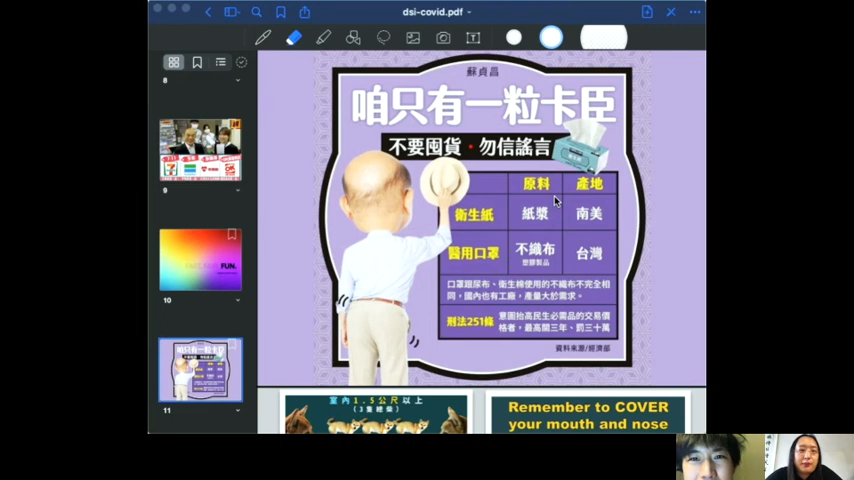 dsi-covid.pdf
8
9
10
11
FUN.
蘇貞昌
咱只有一粒卡臣
不要囤貨・勿信謠言
原料 產地
衛生紙 紙漿 南美
醫用口罩 不織布 台灣
塑膠製品
口罩跟尿布、衛生棉使用的不織布不完全相
同，國內也有工廠，產量大於需求。
刑法251條 意圖抬高民生必需品的交易價
格者，最高關三年、罰三十萬
資料來源/經濟部
室內1.5公尺以上
(3隻總柴)
Remember to COVER
your mouth and nose